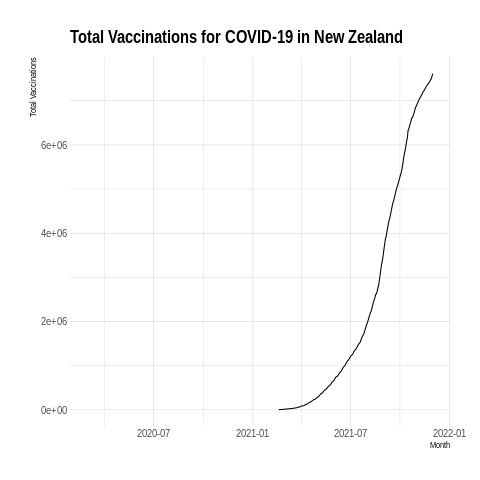 Total Vaccinations for COVID-19 in New Zealand
Total Vaccinations
6e+06
4e+06
2e+06
0e+00
2020-07 2021-01 2021-07 2022-01
Month